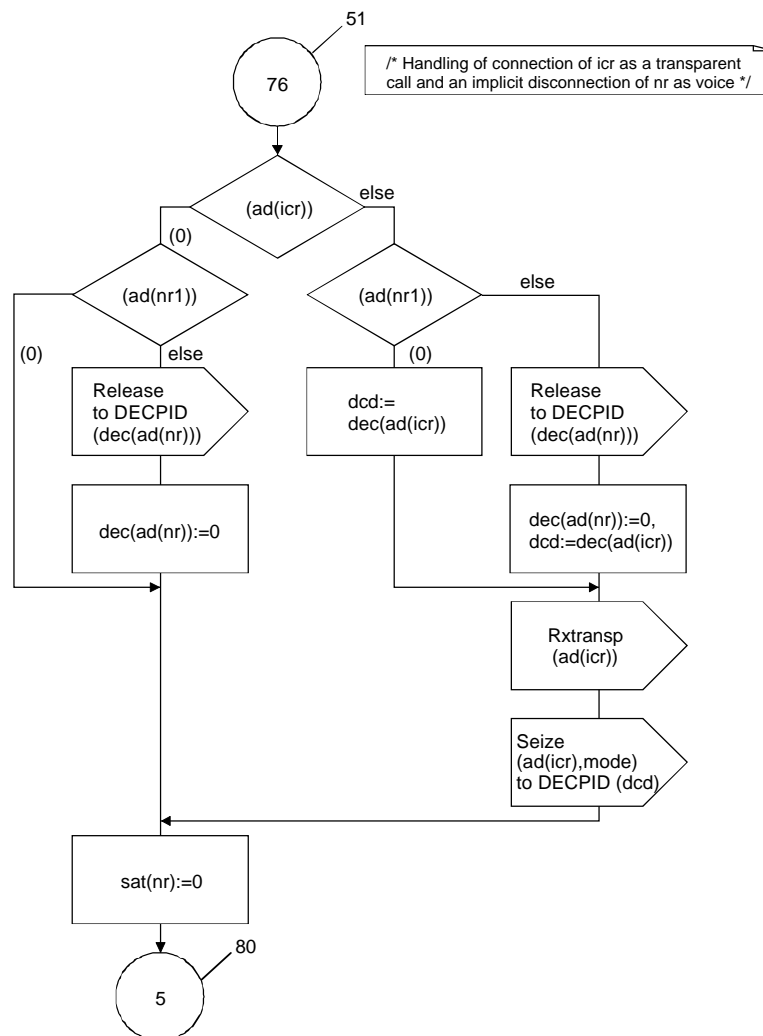 51
76
/* Handling of connection of icr as a transparent
call and an implicit disconnection of nr as voice */
(ad(icr))
else
(0)
(ad(nr1))
(ad(nr1))
else
(0)
else
(0)
Release
to DECPID
(dec(ad(nr)))
dcd:=
dec(ad(icr))
Release
to DECPID
(dec(ad(nr)))
dec(ad(nr)):=0
dec(ad(nr)):=0,
dcd:=dec(ad(icr))
Rxtransp
(ad(icr))
Seize
(ad(icr),mode)
to DECPID (dcd)
sat(nr):=0
80
5